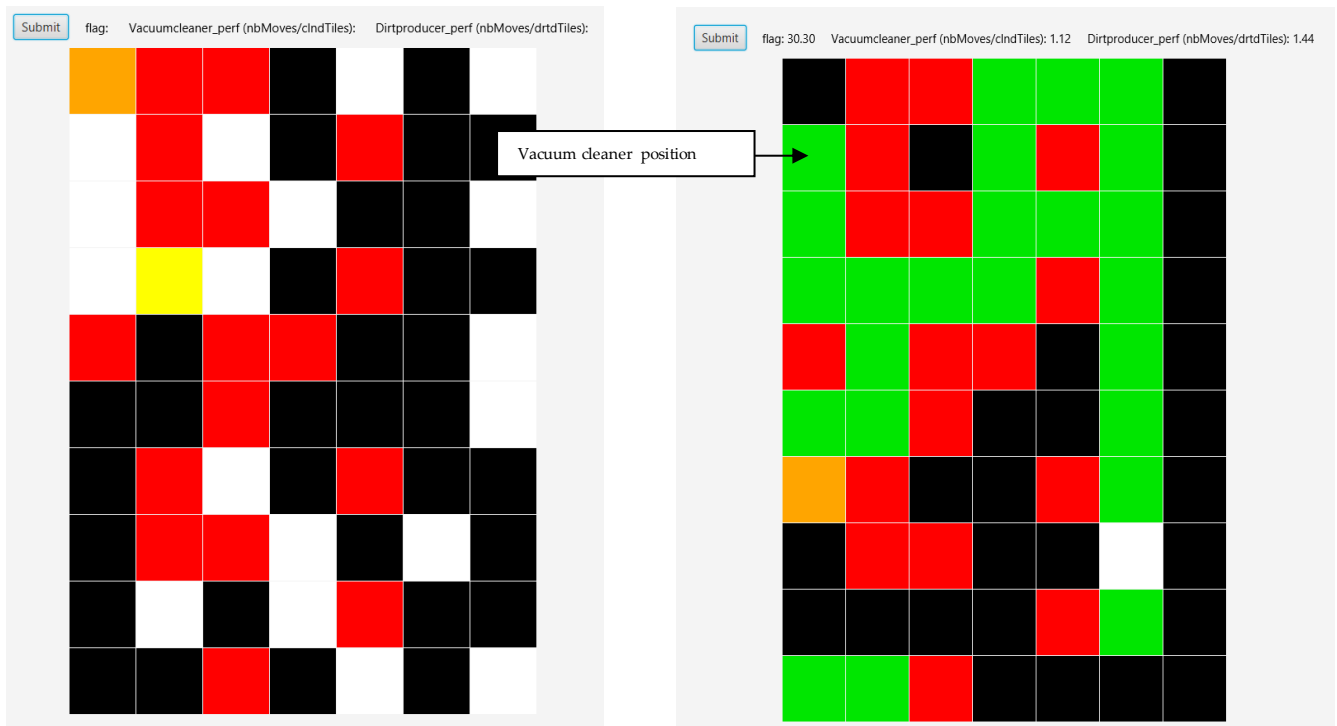 Submit flag: Vacuumcleaner_perf (nbMoves/clndTiles): Dirtproducer_perf (nbMoves/drtdTiles):
Submit flag: 30.30 Vacumcleaner_perf (nbMoves/clndTiles): 1.12 Dirtproducer_perf (nbMoves/drtdTiles): 1.44
Vacuum cleaner position